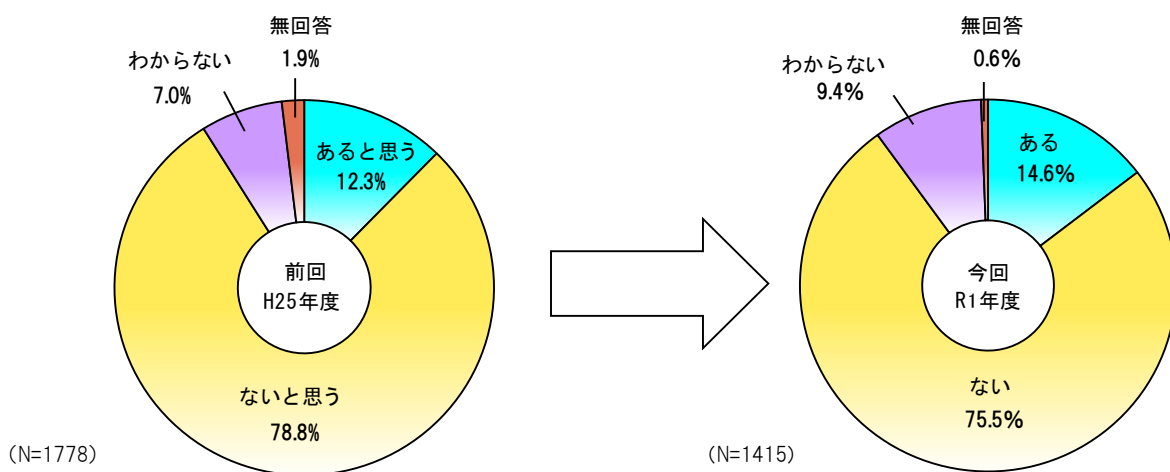 無回答
1.9%
わからない
7.0%
あると思う
12.3%
前回
H25年度
ないと思う
78.8%
(N=1778)
無回答
0.6%
わからない
9.4%
ある
14.6%
今回
R1年度
ない
75.5%
(N=1415)